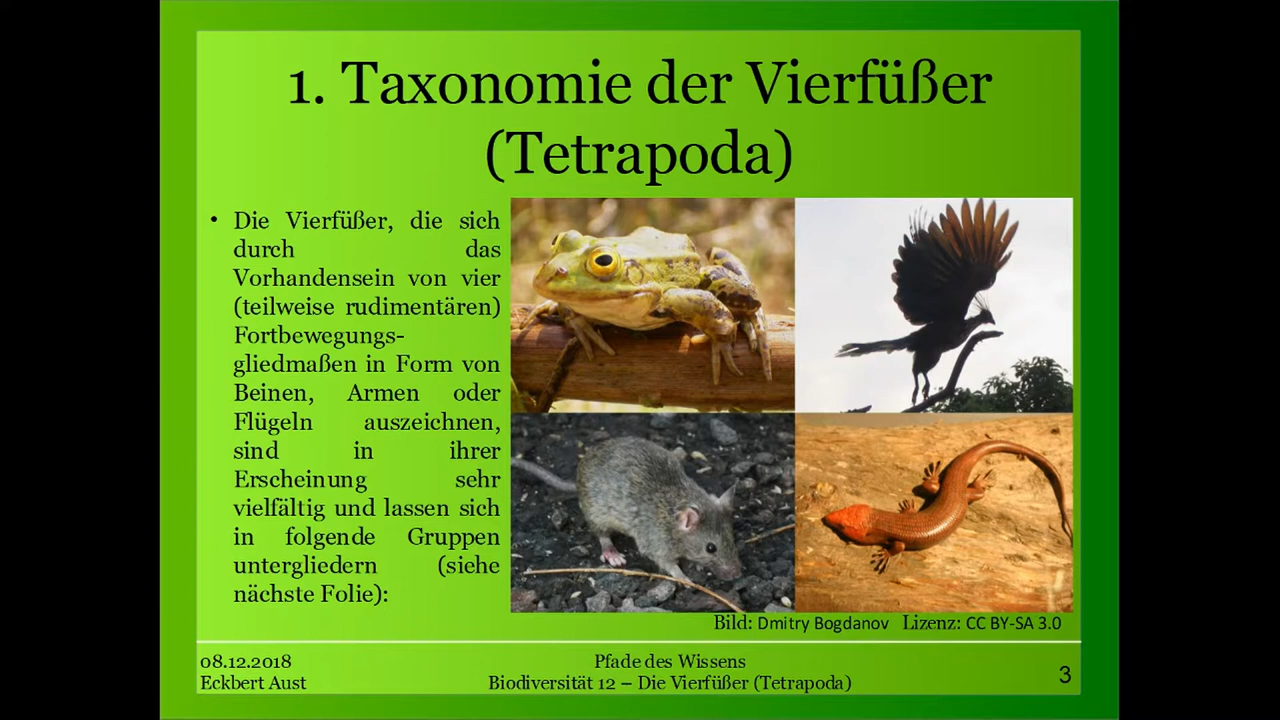 1. Taxonomie der Vierfüßer
(Tetrapoda)
• Die Vierfüßer, die sich
durch das
Vorhandensein von vier
(teilweise rudimentären)
Fortbewegungs-
gliedmaßen in Form von
Beinen, Armen oder
Flügeln auszeichnen,
sind in ihrer
Erscheinung sehr
vielfältig und lassen sich
in folgende Gruppen
untergliedern (siehe
nächste Folie):
Bild: Dmitry Bogdanov Lizenz: CC BY-SA 3.0
08.12.2018
Eckbert Aust
Pfade des Wissens
Biodiversität 12 – Die Vierfüßer (Tetrapoda)
3